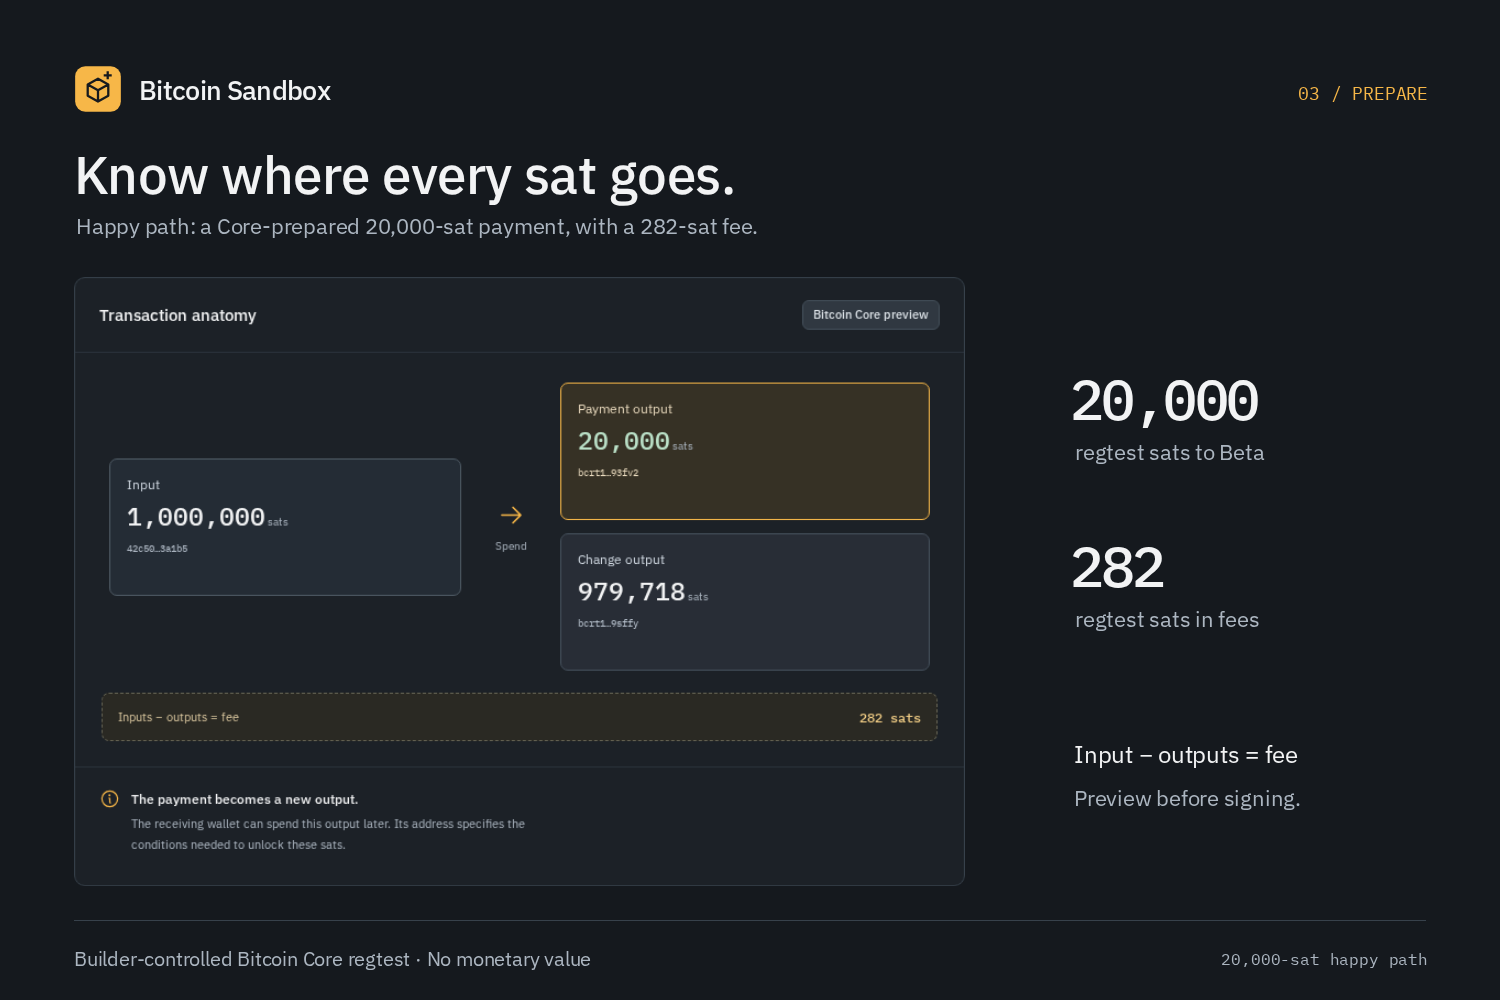 Bitcoin Sandbox
03 / PREPARE
Know where every sat goes.
Happy path: a Core-prepared 20,000-sat payment, with a 282-sat fee.
Transaction anatomy
Bitcoin Core preview
Input
1,000,000 sats
42c50…3a1b5
→
Spend
Payment output
20,000 sats
bcrt1…93fv2
Change output
979,718 sats
bcrt1…9sffy
Inputs − outputs = fee
282 sats
The payment becomes a new output.
The receiving wallet can spend this output later. Its address specifies the
conditions needed to unlock these sats.
20,000
regtest sats to Beta
282
regtest sats in fees
Input − outputs = fee
Preview before signing.
Builder-controlled Bitcoin Core regtest · No monetary value
20,000-sat happy path